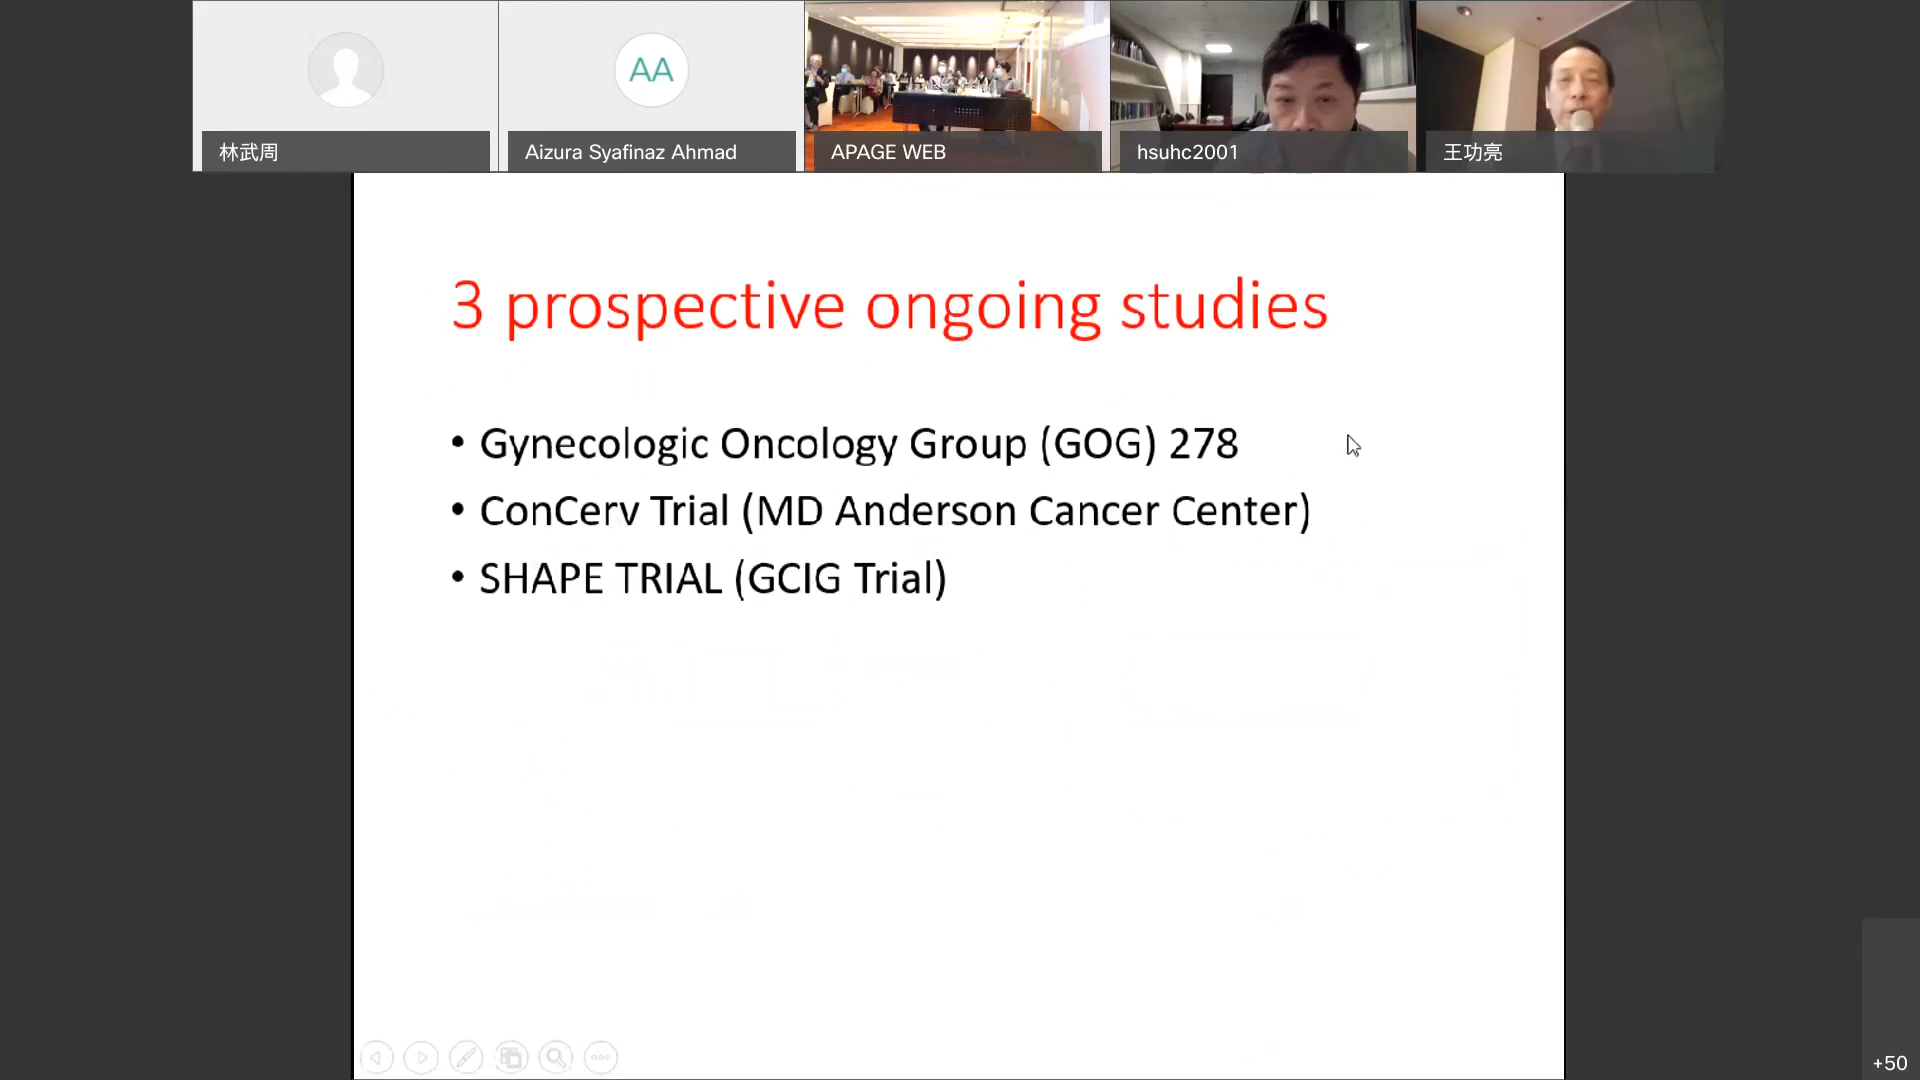 林武周
AA
Aizura Syafinaz Ahmad
APAGE WEB
hsuhc2001
王功亮
3 prospective ongoing studies
• Gynecologic Oncology Group (GOG) 278
• ConCerv Trial (MD Anderson Cancer Center)
• SHAPE TRIAL (GCIG Trial)
+50